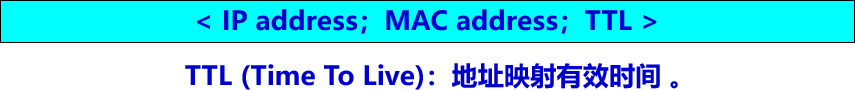 < IP address；MAC address；TTL >
TTL (Time To Live)：地址映射有效时间 。